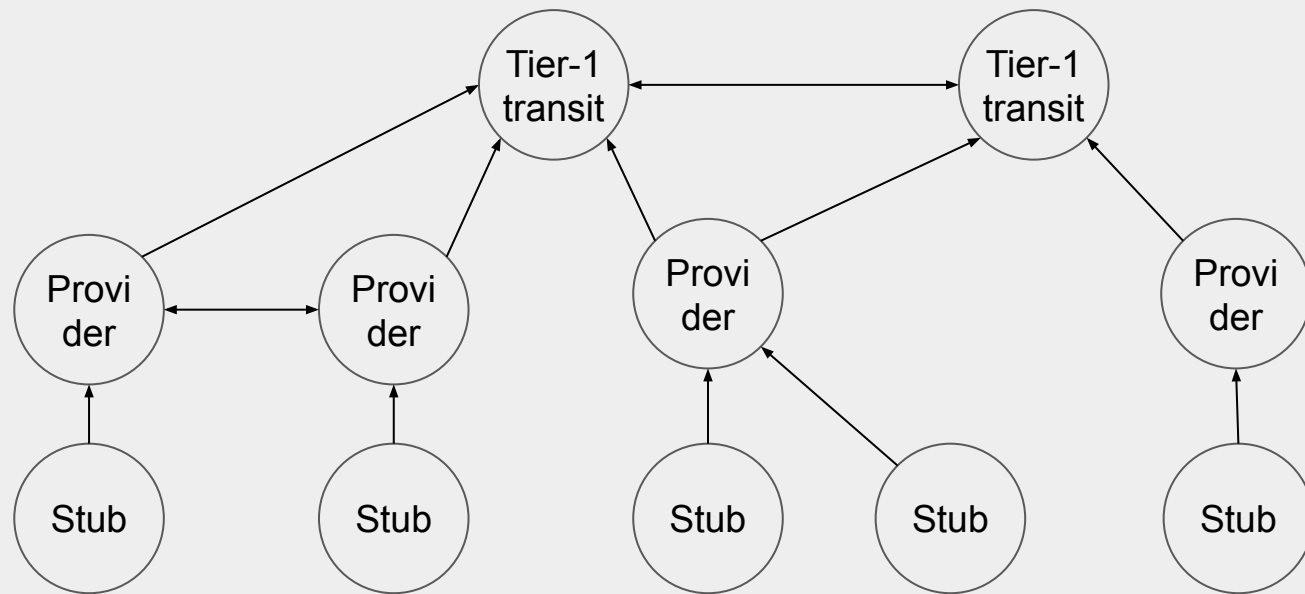 Tier-1
transit
Tier-1
transit
Provi
der
Provi
der
Provi
der
Provi
der
Stub
Stub
Stub
Stub
Stub